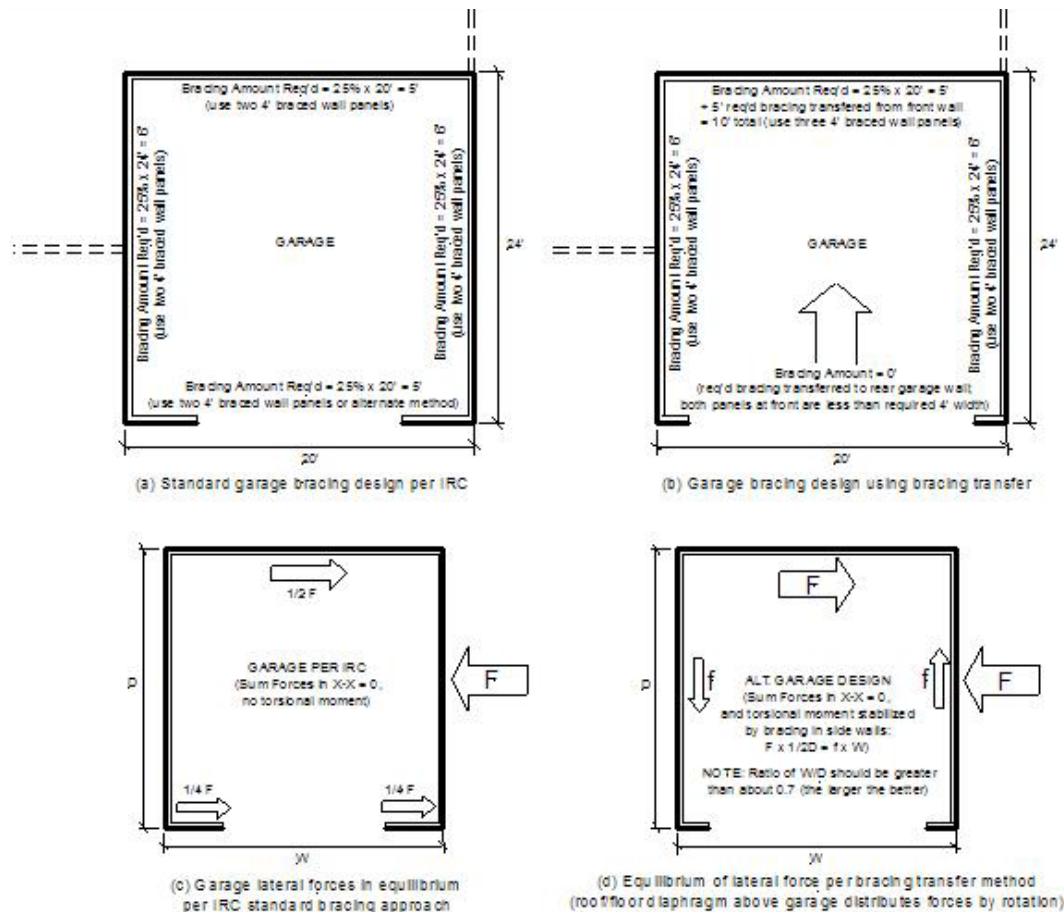 Bracing Amount Req'd = 25% x 20' = 5'
(use two 4' braced wall panels)
Bracing Amount Req'd = 25% x 24' = 6'
(use two 4' braced wall panels)
GARAGE
Bracing Amount Req'd = 25% x 24' = 6'
(use two 4' braced wall panels)
24'
Bracing Amount Req'd = 25% x 20' = 5'
(use two 4' braced wall panels or alternate method)
20'
(a) Standard garage bracing design per IRC
Bracing Amount Req'd = 25% x 20' = 5'
+ 5' req'd bracing transfered from front wall
= 10' total (use three 4' braced wall panels)
Bracing Amount Req'd = 25% x 24' = 6'
(use two 4' braced wall panels)
GARAGE
Bracing Amount Req'd = 25% x 24' = 6'
(use two 4' braced wall panels)
24'
Bracing Amount = 0'
(req'd bracing transferred to rear garage wall;
both panels at front are less than required 4' width)
20'
(b) Garage bracing design using bracing transfer
1/2 F
D
GARAGE PER IRC
(Sum Forces in X-X = 0,
no torsional moment)
F
1/4 F
1/4 F
W
(c) Garage lateral forces in equilibrium
per IRC standard bracing approach
F
D
f
ALT. GARAGE DESIGN
(Sum Forces in X-X = 0,
and torsional moment stabilized
by bracing in side walls:
F x 1/2D = f x W)
f
F
NOTE: Ratio of W/D should be greater
than about 0.7 (the larger the better)
W
(d) Equilibrium of lateral force per bracing transfer method
(roof/floor diaphragm above garage distributes forces by rotation)